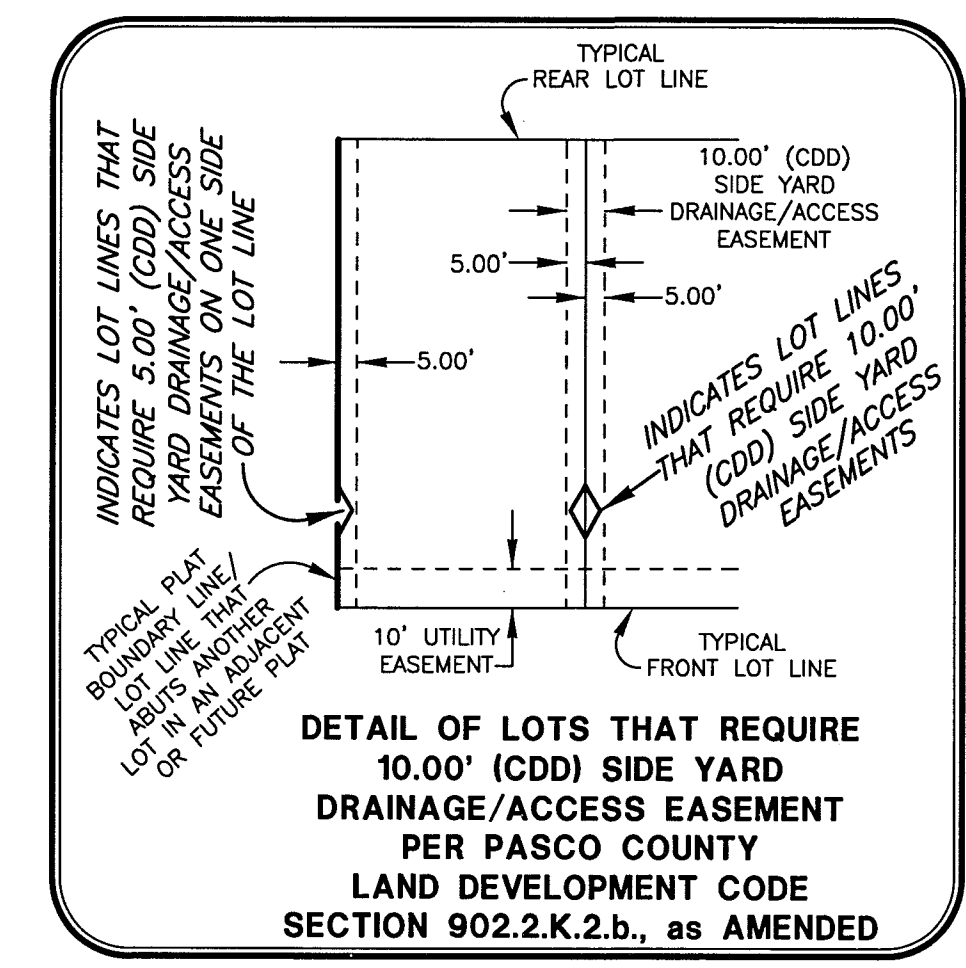 TYPICAL
REAR LOT LINE
INDICATES LOT LINES THAT
REQUIRE 5.00' (CDD) SIDE
YARD DRAINAGE/ACCESS
EASEMENTS ON ONE SIDE
OF THE LOT LINE
10.00' (CDD)
SIDE YARD
DRAINAGE/ACCESS
EASEMENT
5.00'
5.00'
5.00'
INDICATES LOT LINES
THAT REQUIRE 10.00'
(CDD) SIDE YARD
DRAINAGE/ACCESS
EASEMENTS
TYPICAL PLAT
BOUNDARY LINE/
LOT LINE THAT
ABUTS ANOTHER
LOT IN AN ADJACENT
OR FUTURE PLAT
10' UTILITY
EASEMENT
TYPICAL
FRONT LOT LINE
DETAIL OF LOTS THAT REQUIRE
10.00' (CDD) SIDE YARD
DRAINAGE/ACCESS EASEMENT
PER PASCO COUNTY
LAND DEVELOPMENT CODE
SECTION 902.2.K.2.b., as AMENDED